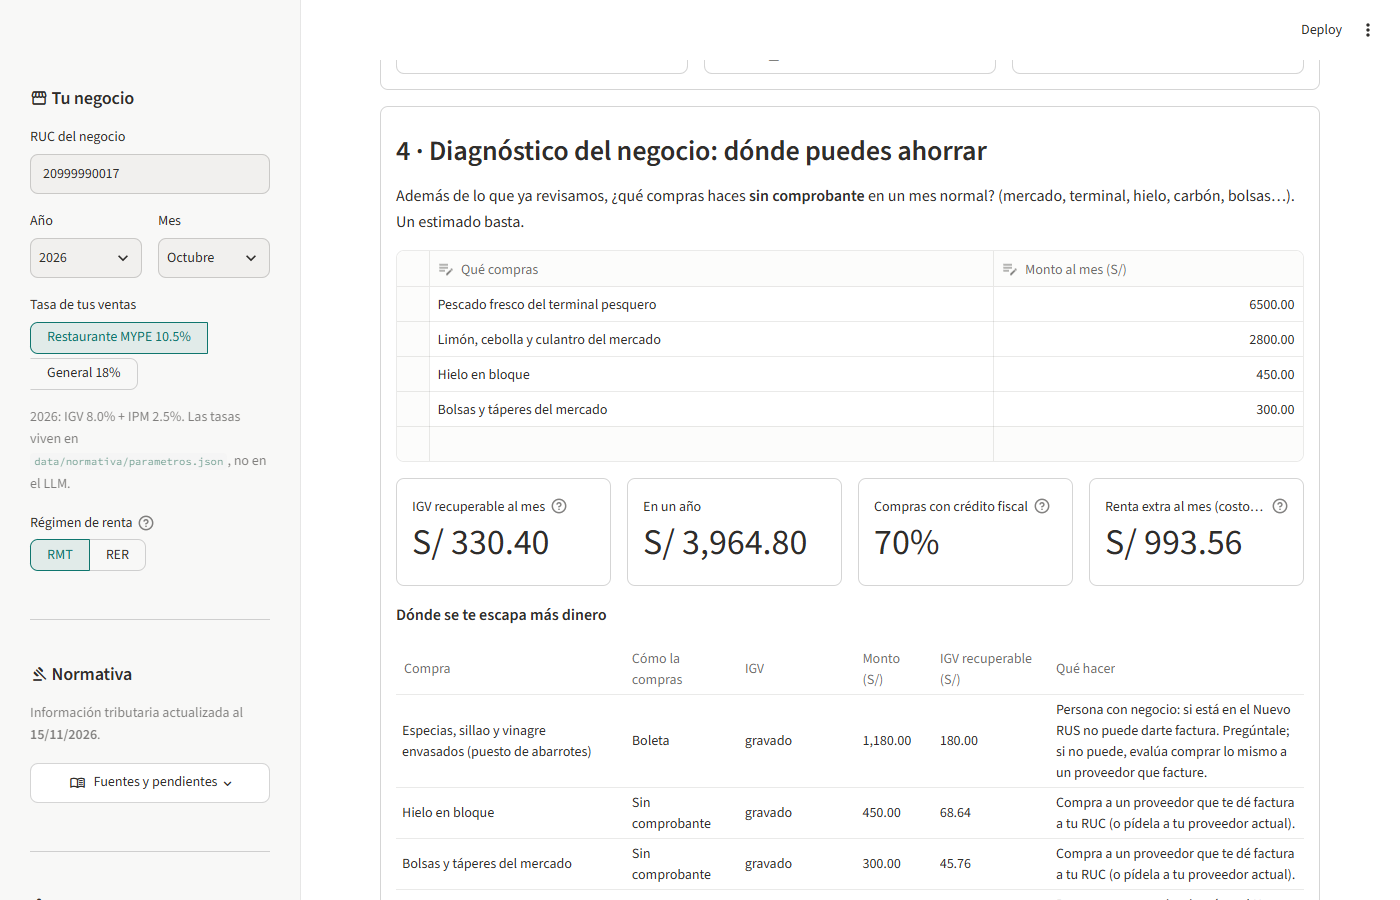 Deploy
Tu negocio
RUC del negocio
20999990017
Año
Mes
2026
Octubre
Tasa de tus ventas
Restaurante MYPE 10.5%
General 18%
2026: IGV 8.0% + IPM 2.5%. Las tasas
viven en
data/normativa/parametros.json , no en
el LLM.
Régimen de renta
RMT
RER
Normativa
Información tributaria actualizada al
15/11/2026.
Fuentes y pendientes
4 · Diagnóstico del negocio: dónde puedes ahorrar
Además de lo que ya revisamos, ¿qué compras haces sin comprobante en un mes normal? (mercado, terminal, hielo, carbón, bolsas…).
Un estimado basta.
Qué compras
Monto al mes (S/)
Pescado fresco del terminal pesquero
6500.00
Limón, cebolla y culantro del mercado
2800.00
Hielo en bloque
450.00
Bolsas y táperes del mercado
300.00
IGV recuperable al mes
S/ 330.40
En un año
S/ 3,964.80
Compras con crédito fiscal
70%
Renta extra al mes (costo…
S/ 993.56
Dónde se te escapa más dinero
Compra
Cómo la
compras
IGV
Monto
(S/)
IGV recuperable
(S/)
Qué hacer
Especias, sillao y vinagre
envasados (puesto de abarrotes)
Boleta
gravado
1,180.00
180.00
Persona con negocio: si está en el Nuevo
RUS no puede darte factura. Pregúntale;
si no puede, evalúa comprar lo mismo a
un proveedor que facture.
Hielo en bloque
Sin
comprobante
gravado
450.00
68.64
Compra a un proveedor que te dé factura
a tu RUC (o pídela a tu proveedor actual).
Bolsas y táperes del mercado
Sin
comprobante
gravado
300.00
45.76
Compra a un proveedor que te dé factura
a tu RUC (o pídela a tu proveedor actual).